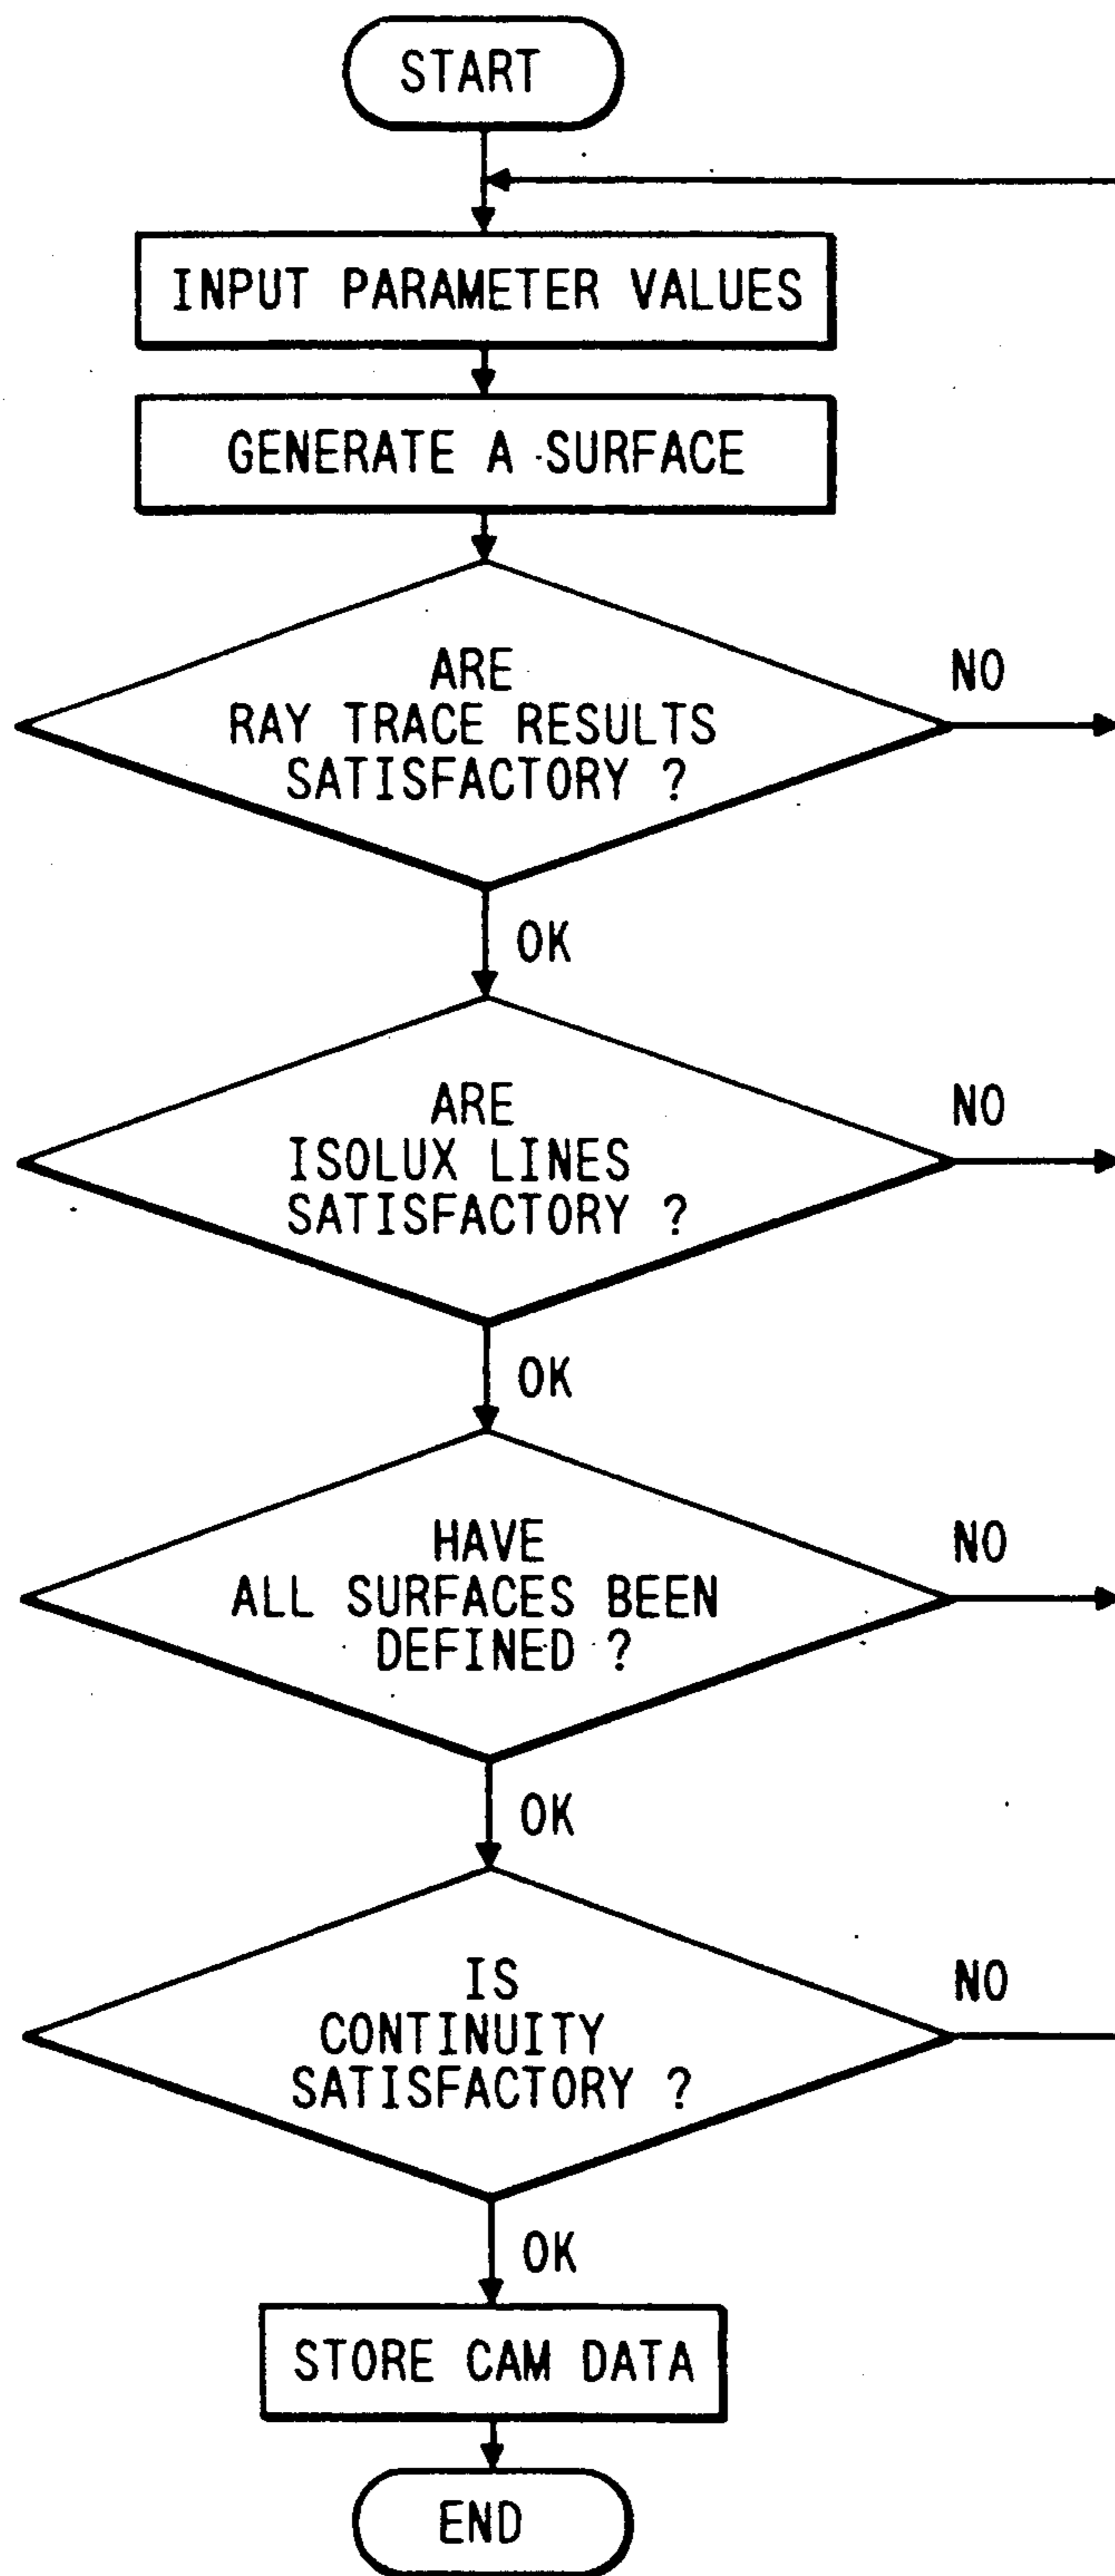 START
INPUT PARAMETER VALUES
GENERATE A SURFACE
ARE
RAY TRACE RESULTS
SATISFACTORY ?
NO
OK
ARE
ISOLUX LINES
SATISFACTORY ?
NO
OK
HAVE
ALL SURFACES BEEN
DEFINED ?
NO
OK
IS
CONTINUITY
SATISFACTORY ?
NO
OK
STORE CAM DATA
END